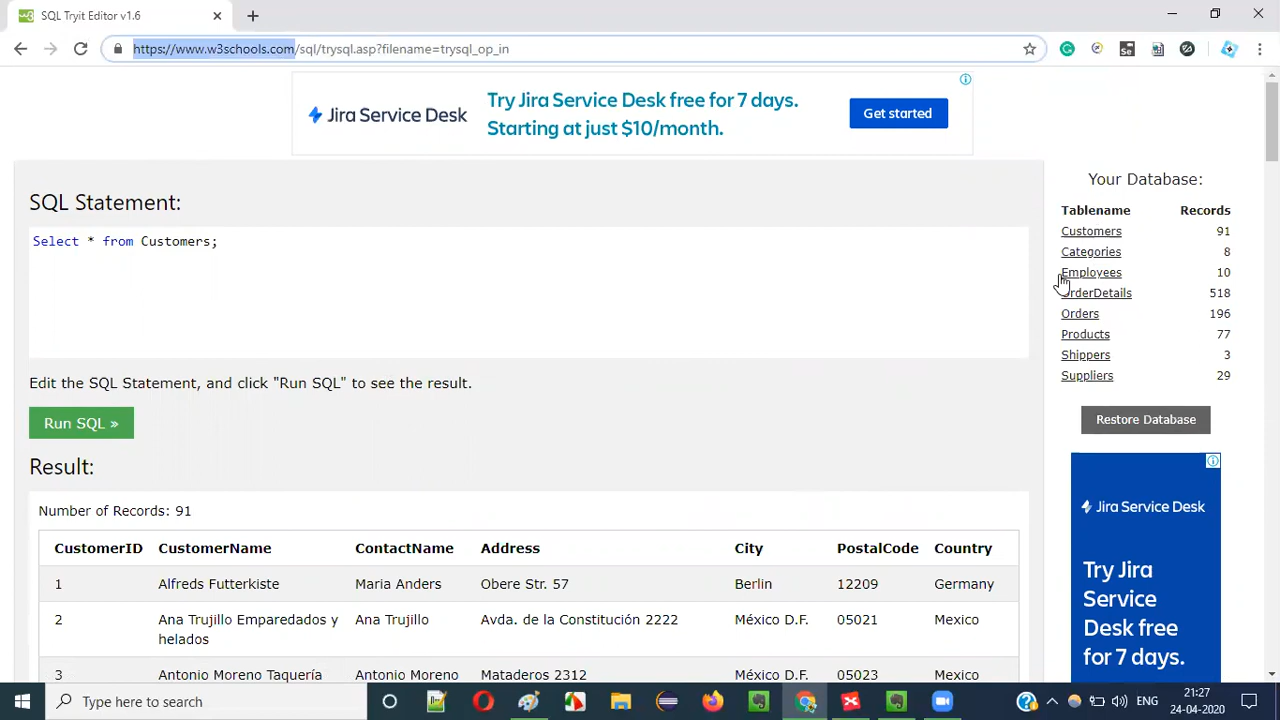 SQL Tryit Editor v1.6
https://www.w3schools.com/sql/trysql.asp?filename=trysql_op_in
Jira Service Desk
Try Jira Service Desk free for 7 days.
Starting at just $10/month.
Get started
SQL Statement:
Select * from Customers;
Edit the SQL Statement, and click "Run SQL" to see the result.
Run SQL »
Result:
Number of Records: 91
CustomerID CustomerName ContactName Address City PostalCode Country
1 Alfreds Futterkiste Maria Anders Obere Str. 57 Berlin 12209 Germany
2 Ana Trujillo Emparedados y Ana Trujillo Avda. de la Constitución 2222 México D.F. 05021 Mexico
helados
3 Antonio Moreno Taquería Antonio Moreno Mataderos 2312 México D.F. 05023 Mexico
Your Database:
Tablename Records
Customers 91
Categories 8
Employees 10
OrderDetails 518
Orders 196
Products 77
Shippers 3
Suppliers 29
Restore Database
Jira Service Desk
Try Jira
Service
Desk free
for 7 days.
Type here to search
ENG
21:27
24-04-2020